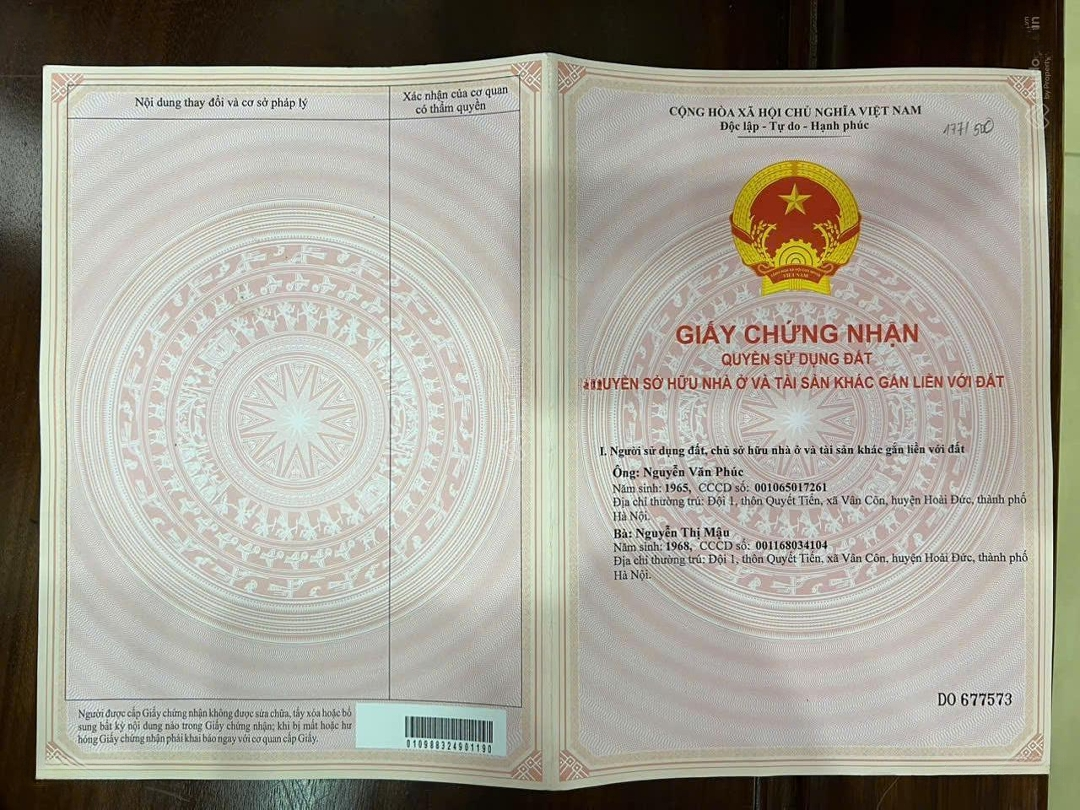 Nội dung thay đổi và cơ sở pháp lý
Xác nhận của cơ quan
có thẩm quyền
Người được cấp Giấy chứng nhận không được sửa chữa, tẩy xóa hoặc bổ
sung bất kỳ nội dung nào trong Giấy chứng nhận; khi bị mất hoặc hư
hỏng Giấy chứng nhận phải khai báo ngay với cơ quan cấp Giấy.
010988324901190
CỘNG HÒA XÃ HỘI CHỦ NGHĨA VIỆT NAM
Độc lập - Tự do - Hạnh phúc
177/500
VIỆT NAM
GIẤY CHỨNG NHẬN
QUYỀN SỬ DỤNG ĐẤT
QUYỀN SỞ HỮU NHÀ Ở VÀ TÀI SẢN KHÁC GẮN LIỀN VỚI ĐẤT
I. Người sử dụng đất, chủ sở hữu nhà ở và tài sản khác gắn liền với đất
Ông: Nguyễn Văn Phúc
Năm sinh: 1965, CCCD số: 001065017261
Địa chỉ thường trú: Đội 1, thôn Quyết Tiến, xã Vân Côn, huyện Hoài Đức, thành phố
Hà Nội.
Bà: Nguyễn Thị Mậu
Năm sinh: 1968, CCCD số: 001168034104
Địa chỉ thường trú: Đội 1, thôn Quyết Tiến, xã Vân Côn, huyện Hoài Đức, thành phố
Hà Nội.
DO 677573
by Property